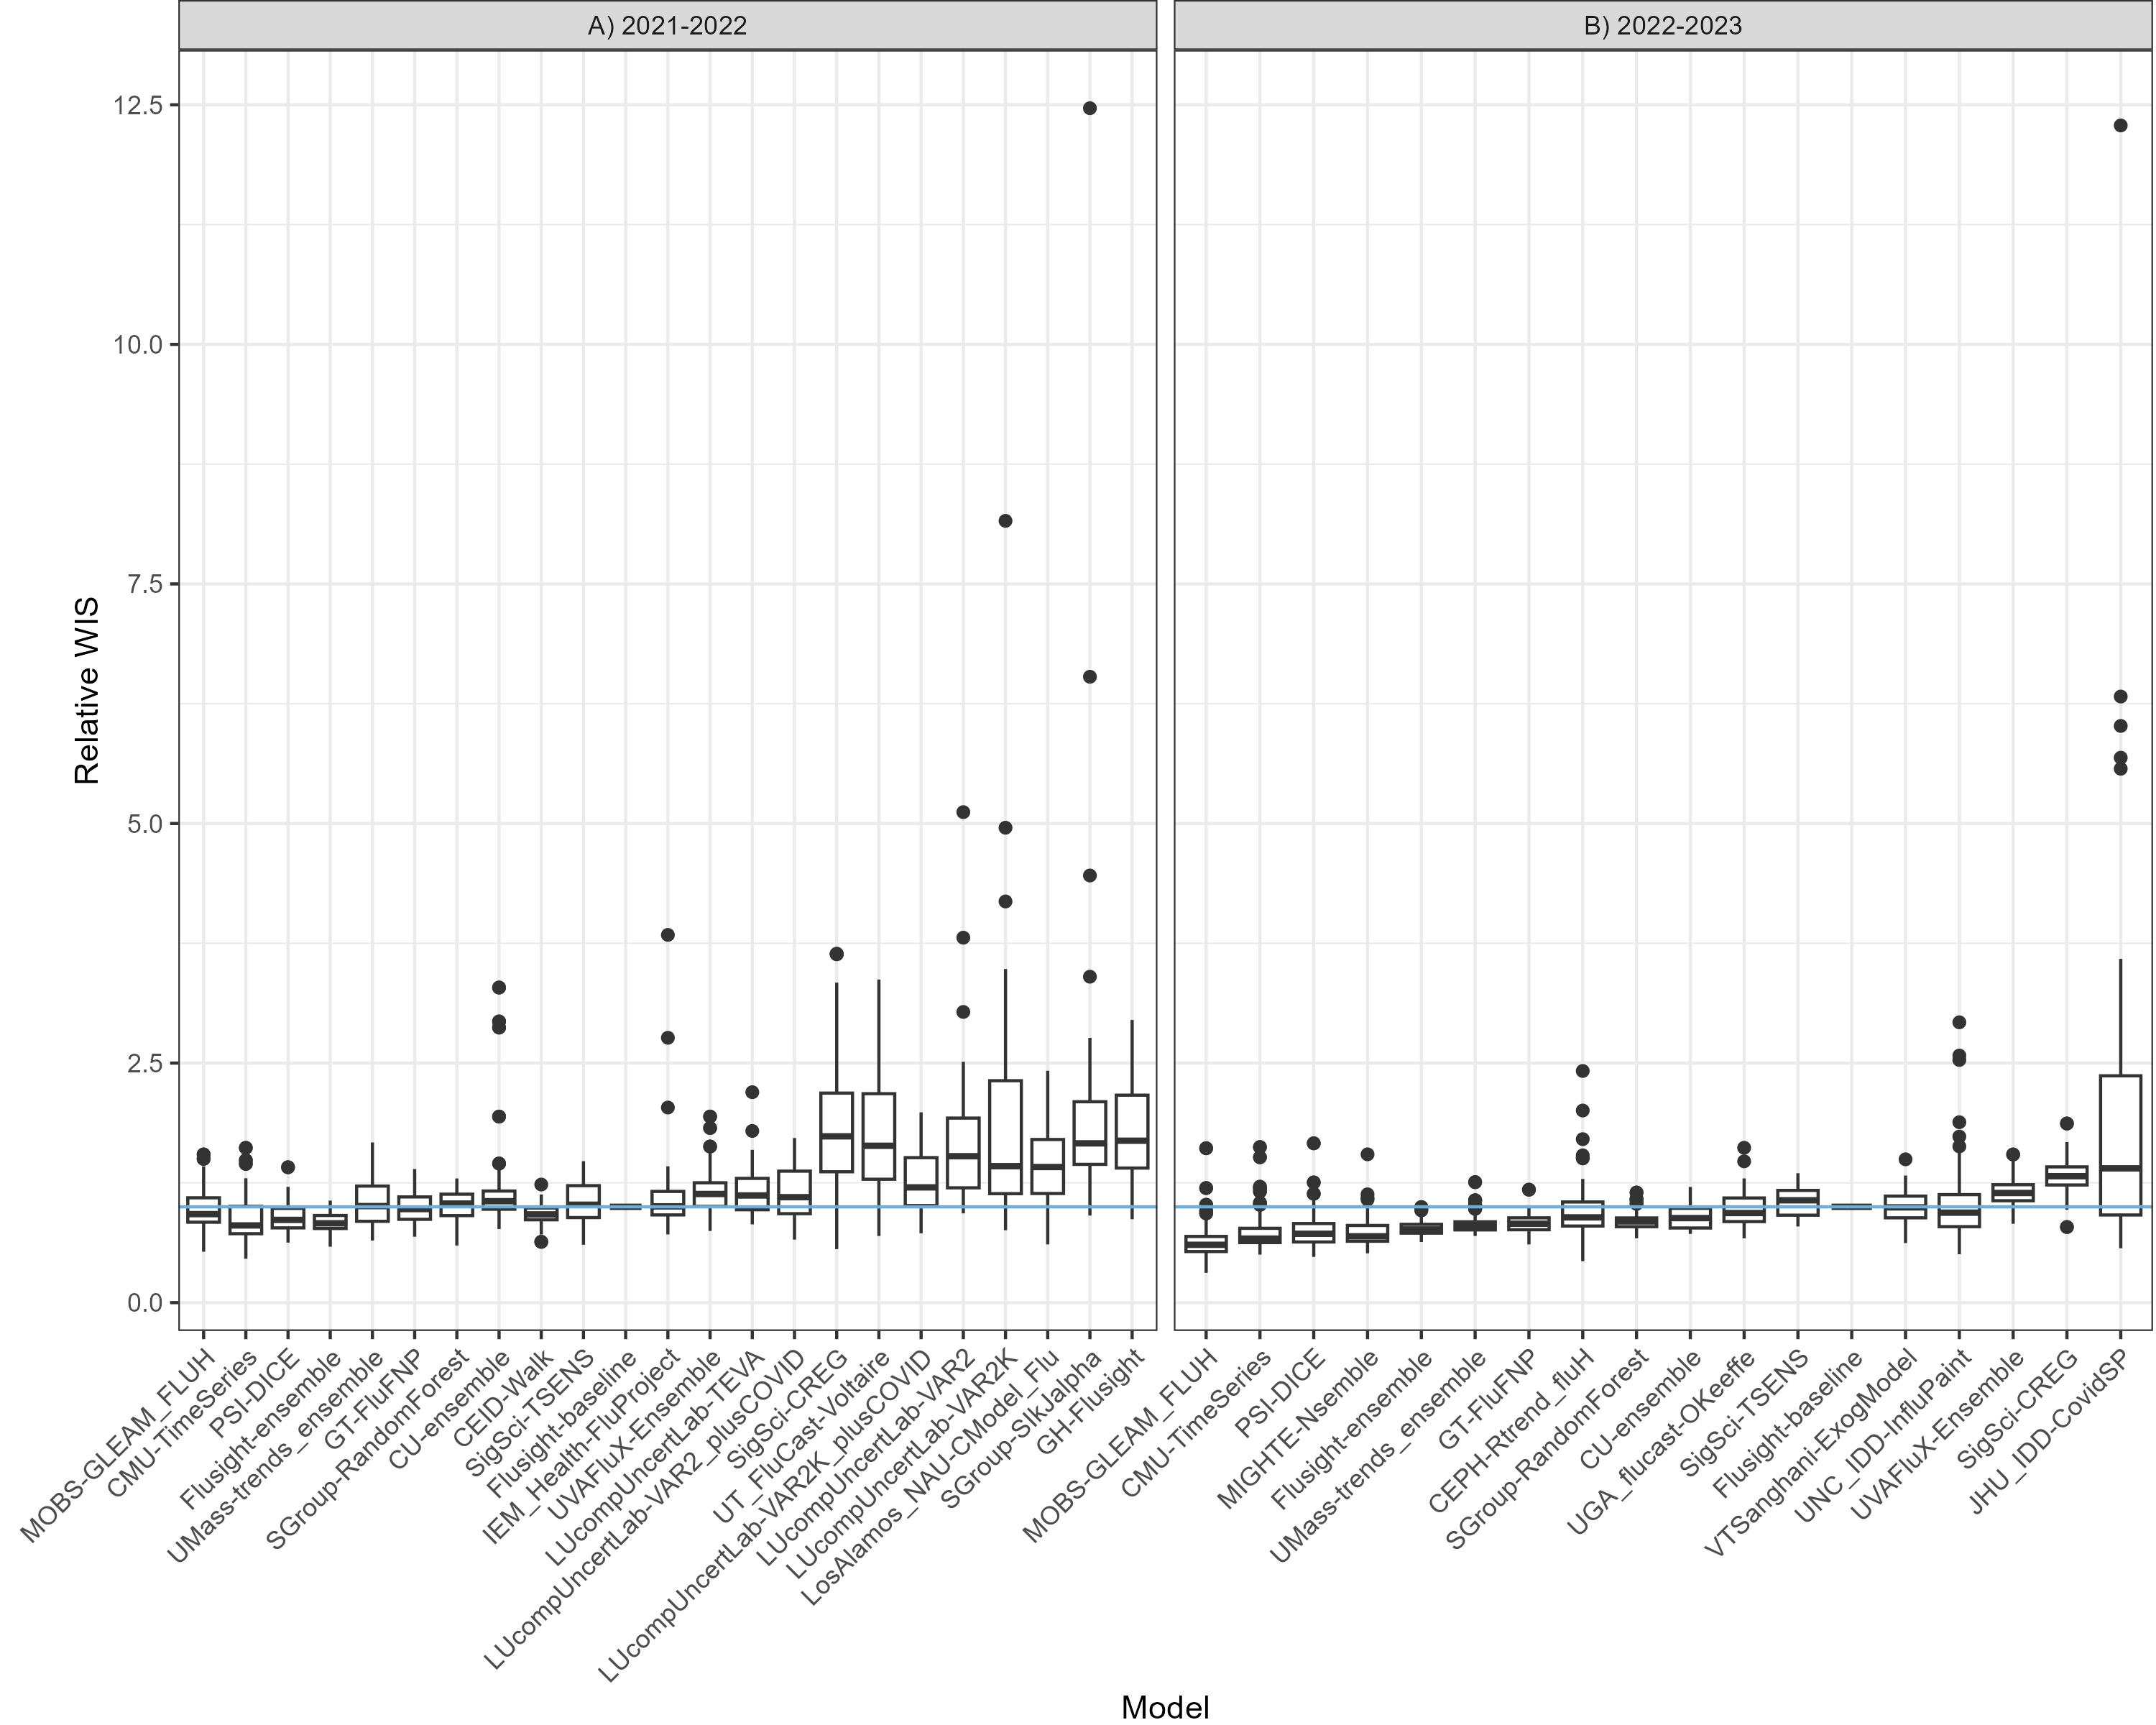 A) 2021-2022
B) 2022-2023
Relative WIS
12.5
10.0
7.5
5.0
2.5
0.0
MOBS-GLEAM_FLUH
CMU-TimeSeries
PSI-DICE
Flusight-ensemble
UMass-trends_ensemble
GT-FluFNP
SGroup-RandomForest
CU-ensemble
CEID-Walk
SigSci-TSENS
Flusight-baseline
IEM_Health-FluProject
UVAFluX-Ensemble
LUcompUncertLab-TEVA
LUcompUncertLab-VAR2_plusCOVID
SigSci-CREG
UT_FluCast-Voltaire
LUcompUncertLab-VAR2K_plusCOVID
LUcompUncertLab-VAR2
LUcompUncertLab-VAR2K
LosAlamos_NAU-CModel_Flu
SGroup-SIkJalpha
GH-Flusight
MOBS-GLEAM_FLUH
CMU-TimeSeries
PSI-DICE
MIGHTE-Nsemble
Flusight-ensemble
UMass-trends_ensemble
GT-FluFNP
CEPH-Rtrend_fluH
SGroup-RandomForest
CU-ensemble
UGA_flucast-OKeeffe
SigSci-TSENS
Flusight-baseline
VTSanghani-ExogModel
UNC_IDD-InfluPaint
UVAFluX-Ensemble
SigSci-CREG
JHU_IDD-CovidSP
Model